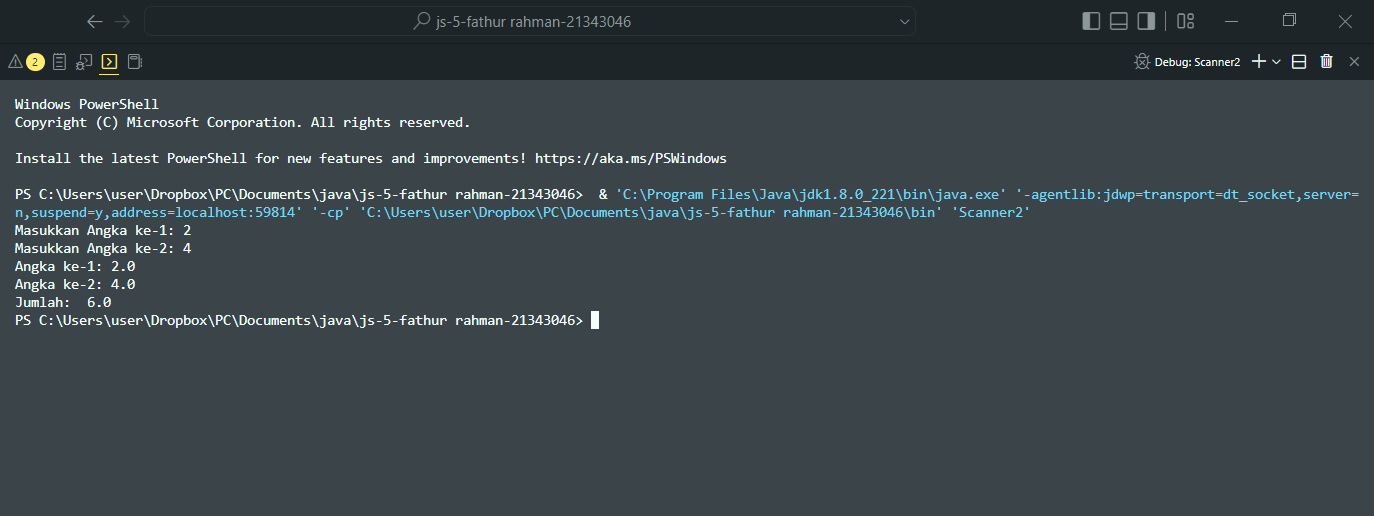 js-5-fathur rahman-21343046
2
Debug: Scanner2
Windows PowerShell
Copyright (C) Microsoft Corporation. All rights reserved.
Install the latest PowerShell for new features and improvements! https://aka.ms/PSWindows
PS C:\Users\user\Dropbox\PC\Documents\java\js-5-fathur rahman-21343046>  & 'C:\Program Files\Java\jdk1.8.0_221\bin\java.exe' '-agentlib:jdwp=transport=dt_socket,server=
n,suspend=y,address=localhost:59814' '-cp' 'C:\Users\user\Dropbox\PC\Documents\java\js-5-fathur rahman-21343046\bin' 'Scanner2'
Masukkan Angka ke-1: 2
Masukkan Angka ke-2: 4
Angka ke-1: 2.0
Angka ke-2: 4.0
Jumlah:  6.0
PS C:\Users\user\Dropbox\PC\Documents\java\js-5-fathur rahman-21343046>